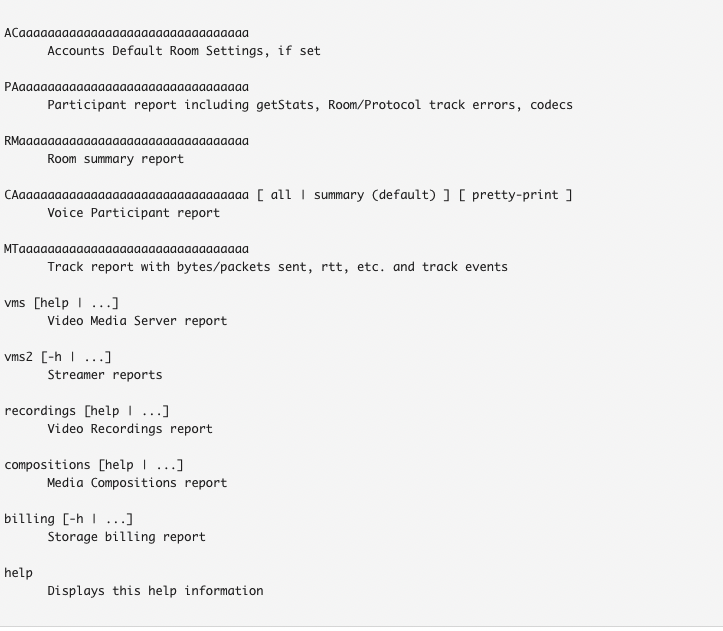 ACaaaaaaaaaaaaaaaaaaaaaaaaaaaaaaaa
Accounts Default Room Settings, if set
PAaaaaaaaaaaaaaaaaaaaaaaaaaaaaaaaa
Participant report including getStats, Room/Protocol track errors, codecs
RMaaaaaaaaaaaaaaaaaaaaaaaaaaaaaaaa
Room summary report
CAaaaaaaaaaaaaaaaaaaaaaaaaaaaaaaaa [ all | summary (default) ] [ pretty-print ]
Voice Participant report
MTaaaaaaaaaaaaaaaaaaaaaaaaaaaaaaaa
Track report with bytes/packets sent, rtt, etc. and track events
vms [help | ...]
Video Media Server report
vms2 [-h | ...]
Streamer reports
recordings [help | ...]
Video Recordings report
compositions [help | ...]
Media Compositions report
billing [-h | ...]
Storage billing report
help
Displays this help information